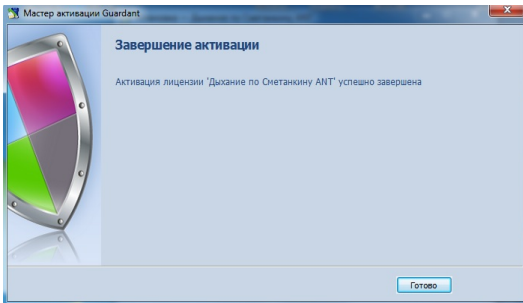 Мастер активации Guardant
Завершение активации
Активация лицензии 'Дыхание по Сметанкину ANT' успешно завершена
Готово